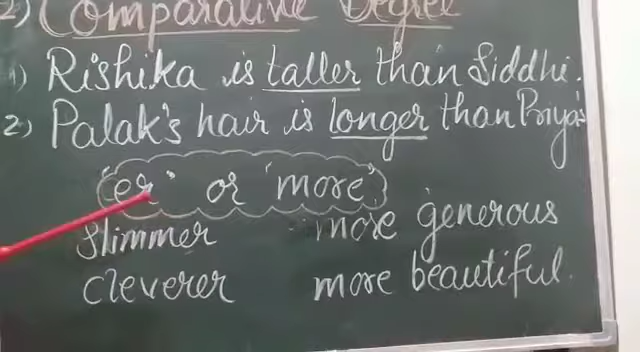 2) Comparative Degree
1) Rishika is taller than Siddhi.
2) Palak's hair is longer than Priya's
"er" or 'more'
slimmer more generous
cleverer more beautiful.